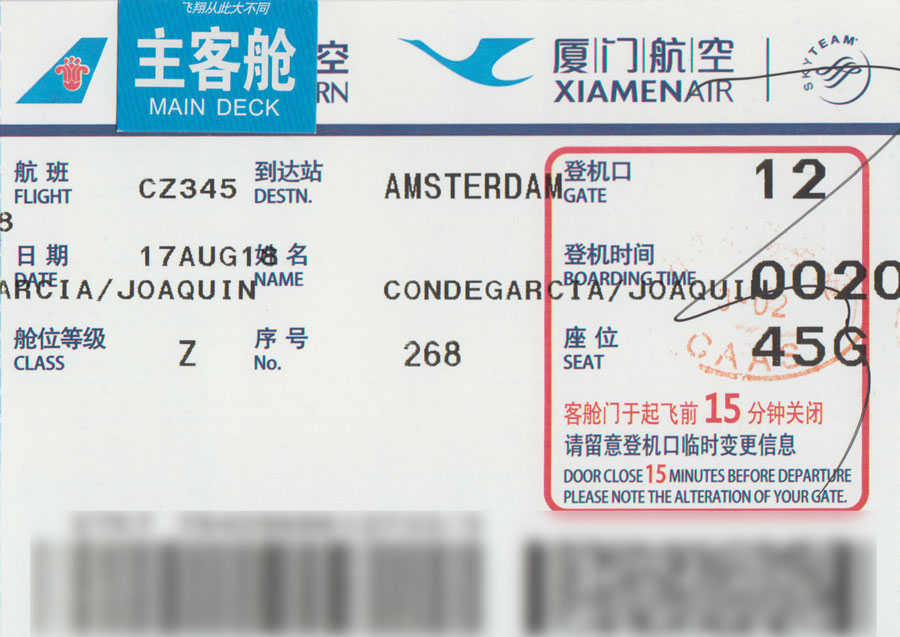 飞翔从此大不同
主客舱
MAIN DECK
空
RN
厦门航空
XIAMENAIR
SKYTEAM
航班
FLIGHT
CZ345
到达站
DESTN.
AMSTERDAM
登机口
GATE
12
8
日期
DATE
17AUG18
姓名
NAME
登机时间
BOARDING TIME
0020
ARCIA/JOAQUIN
CONDEGARCIA/JOAQUIN
舱位等级
CLASS
Z
序号
No.
268
座位
SEAT
45G
CAAS
客舱门于起飞前 15 分钟关闭
请留意登机口临时变更信息
DOOR CLOSE 15 MINUTES BEFORE DEPARTURE
PLEASE NOTE THE ALTERATION OF YOUR GATE.